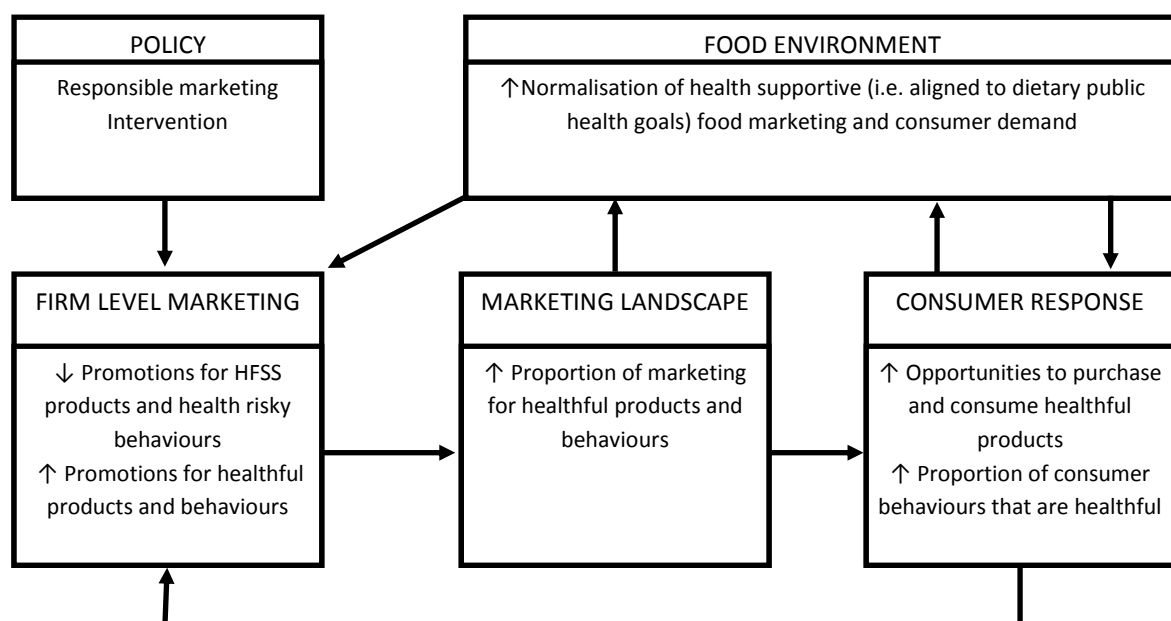 POLICY
Responsible marketing
Intervention
FOOD ENVIRONMENT
↑Normalisation of health supportive (i.e. aligned to dietary public
health goals) food marketing and consumer demand
FIRM LEVEL MARKETING
↓ Promotions for HFSS
products and health risky
behaviours
↑ Promotions for healthful
products and behaviours
MARKETING LANDSCAPE
↑ Proportion of marketing
for healthful products and
behaviours
CONSUMER RESPONSE
↑ Opportunities to purchase
and consume healthful
products
↑ Proportion of consumer
behaviours that are healthful